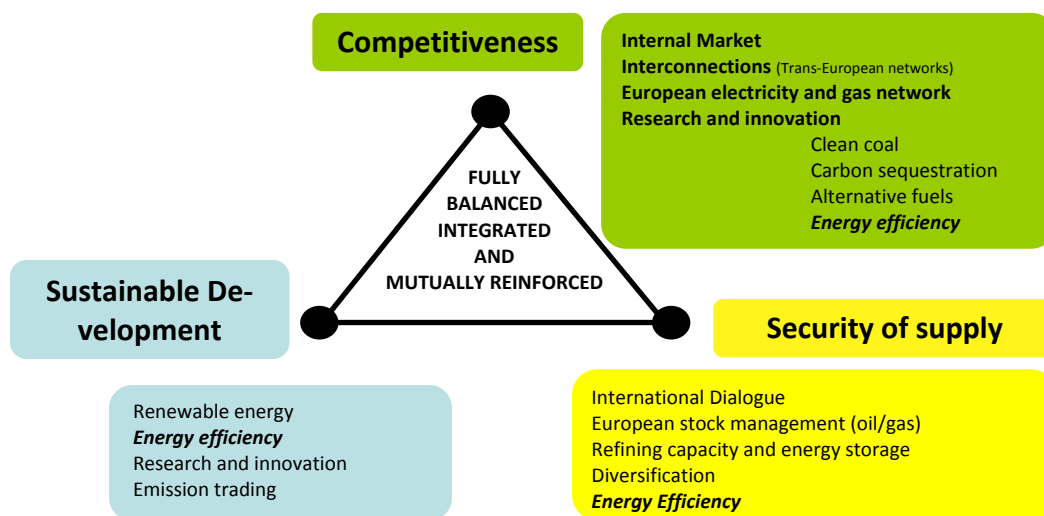 Competitiveness
Internal Market
Interconnections (Trans-European networks)
European electricity and gas network
Research and innovation
Clean coal
Carbon sequestration
Alternative fuels
Energy efficiency
FULLY
BALANCED
INTEGRATED
AND
MUTUALLY REINFORCED
Sustainable De-
velopment
Security of supply
Renewable energy
Energy efficiency
Research and innovation
Emission trading
International Dialogue
European stock management (oil/gas)
Refining capacity and energy storage
Diversification
Energy Efficiency